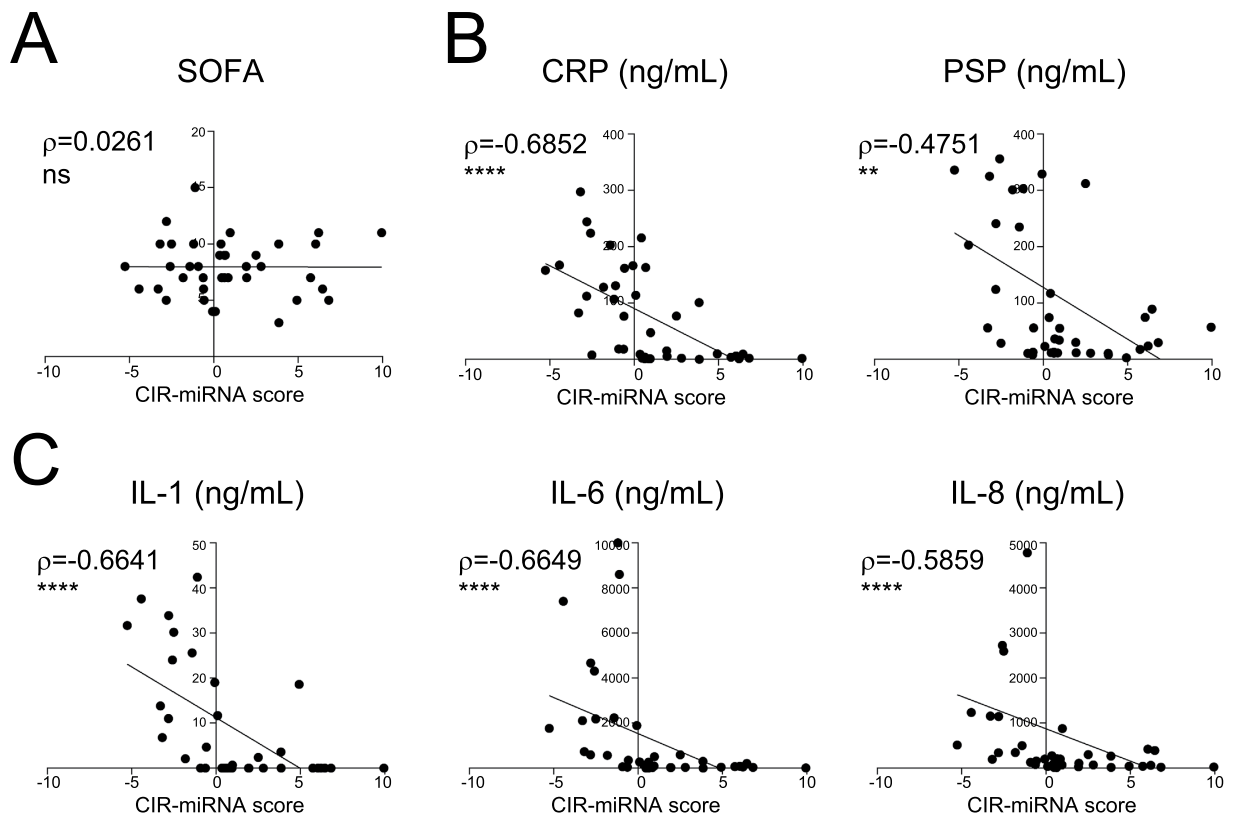 A
B
SOFA
CRP (ng/mL)
PSP (ng/mL)
ρ=0.0261
ns
20
15
10
5
-10
-5
0
5
10
CIR-miRNA score
ρ=-0.6852
****
400
300
200
100
-10
-5
0
5
10
CIR-miRNA score
ρ=-0.4751
**
400
300
200
100
-10
-5
0
5
10
CIR-miRNA score
C
IL-1 (ng/mL)
IL-6 (ng/mL)
IL-8 (ng/mL)
ρ=-0.6641
****
50
40
30
20
10
-10
-5
0
5
10
CIR-miRNA score
ρ=-0.6649
****
10000
8000
6000
4000
2000
-10
-5
0
5
10
CIR-miRNA score
ρ=-0.5859
****
5000
4000
3000
2000
1000
-10
-5
0
5
10
CIR-miRNA score